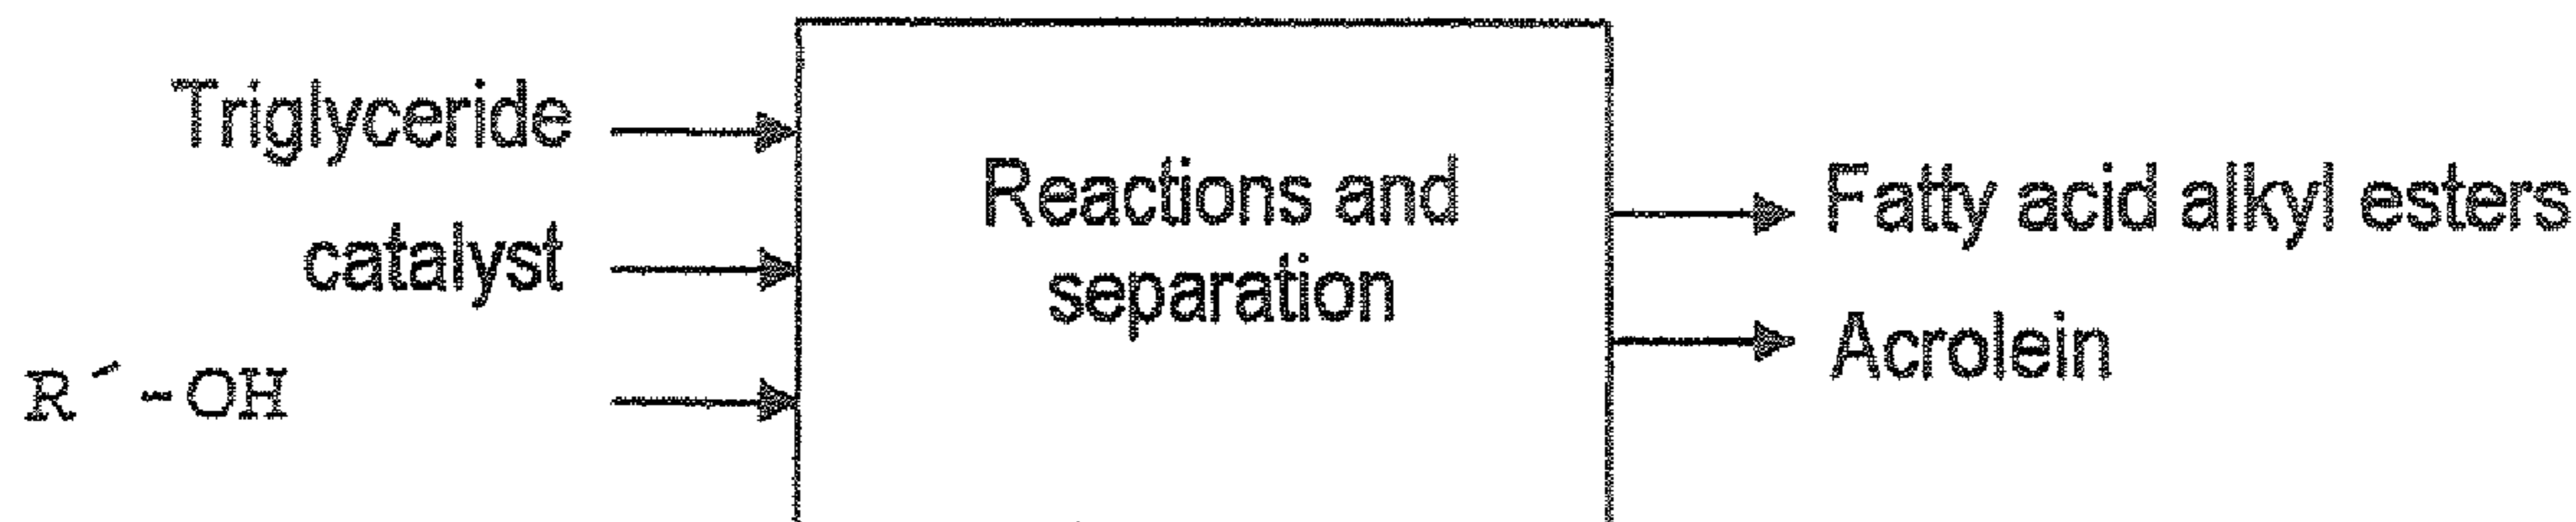 Triglyceride
catalyst
R´-OH
Reactions and
separation
Fatty acid alkyl esters
Acrolein